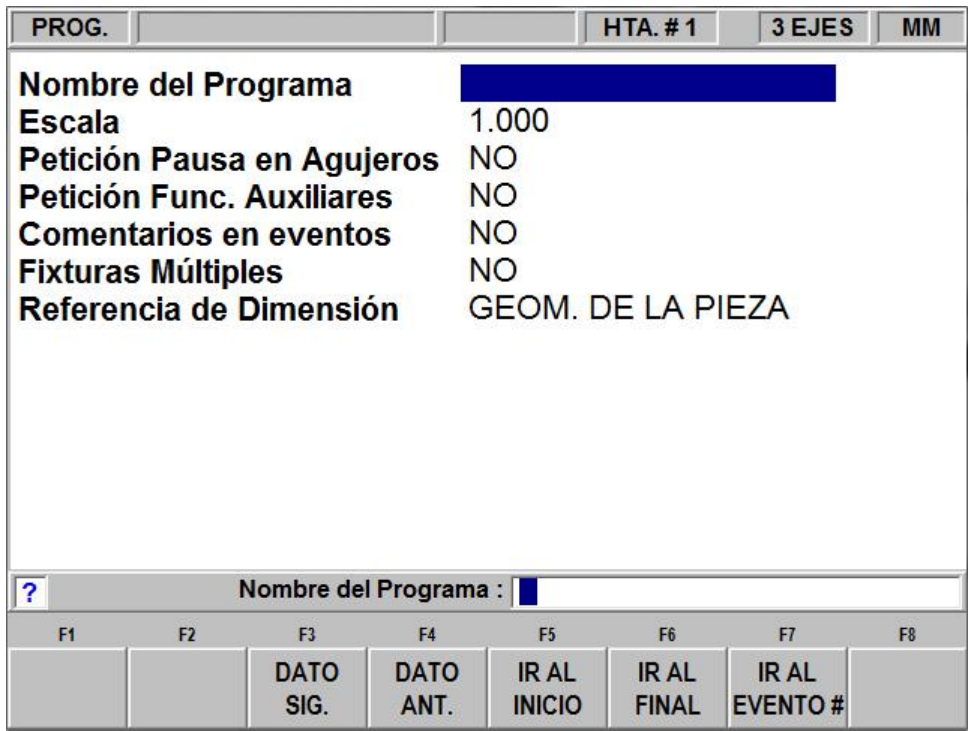 PROG. HTA. # 1 3 EJES MM
Nombre del Programa
Escala 1.000
Petición Pausa en Agujeros NO
Petición Func. Auxiliares NO
Comentarios en eventos NO
Fixturas Múltiples NO
Referencia de Dimensión GEOM. DE LA PIEZA
? Nombre del Programa :
F1 F2 F3 F4 F5 F6 F7 F8
DATO DATO IR AL IR AL IR AL
SIG. ANT. INICIO FINAL EVENTO #